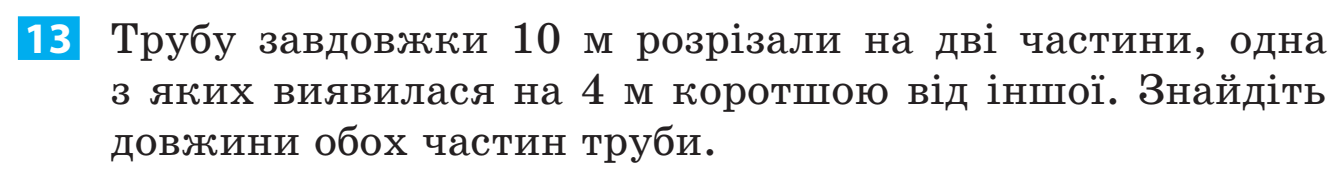 13 Трубу завдовжки 10 м розрізали на дві частини, одна
з яких виявилася на 4 м коротшою від іншої. Знайдіть
довжини обох частин труби.